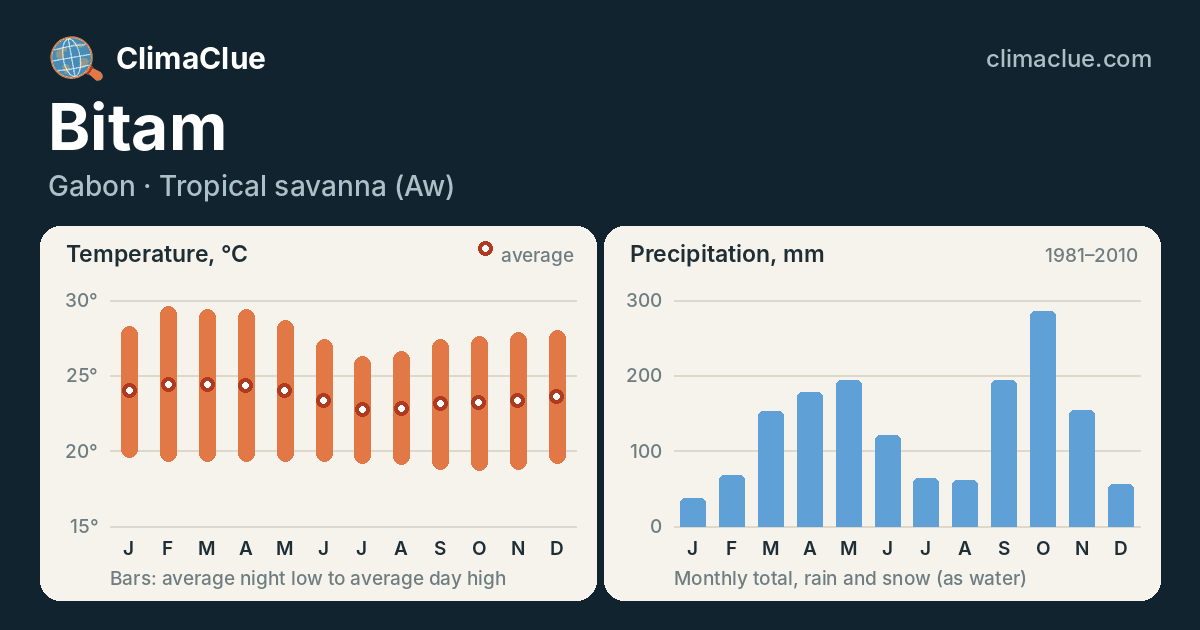 ClimaClue
climaclue.com
Bitam
Gabon · Tropical savanna (Aw)
Temperature, °C
average
30°
25°
20°
15°
J F M A M J J A S O N D
Bars: average night low to average day high
Precipitation, mm
1981–2010
300
200
100
0
J F M A M J J A S O N D
Monthly total, rain and snow (as water)